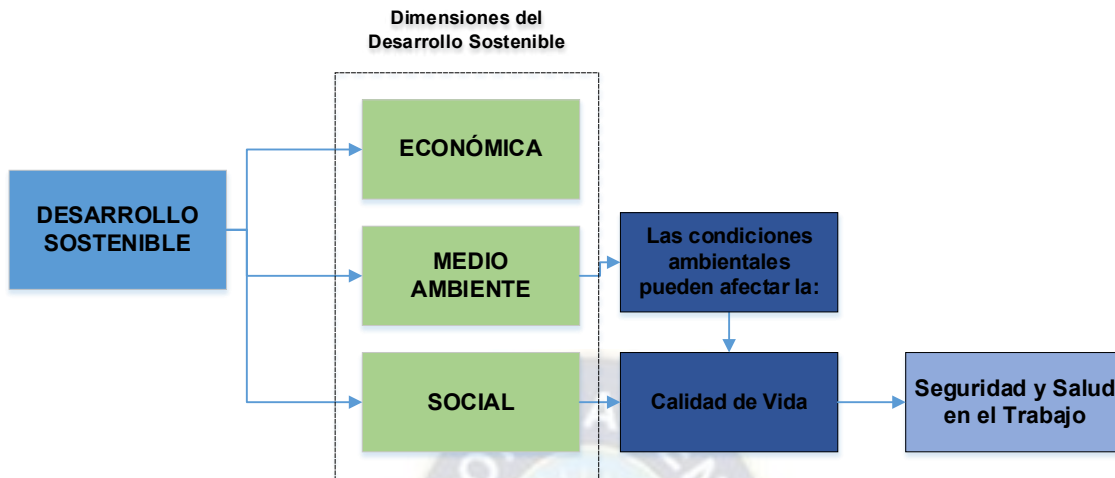 Dimensiones del
Desarrollo Sostenible
ECONÓMICA
DESARROLLO
SOSTENIBLE
MEDIO
AMBIENTE
Las condiciones
ambientales
pueden afectar la:
SOCIAL
Calidad de Vida
Seguridad y Salud
en el Trabajo